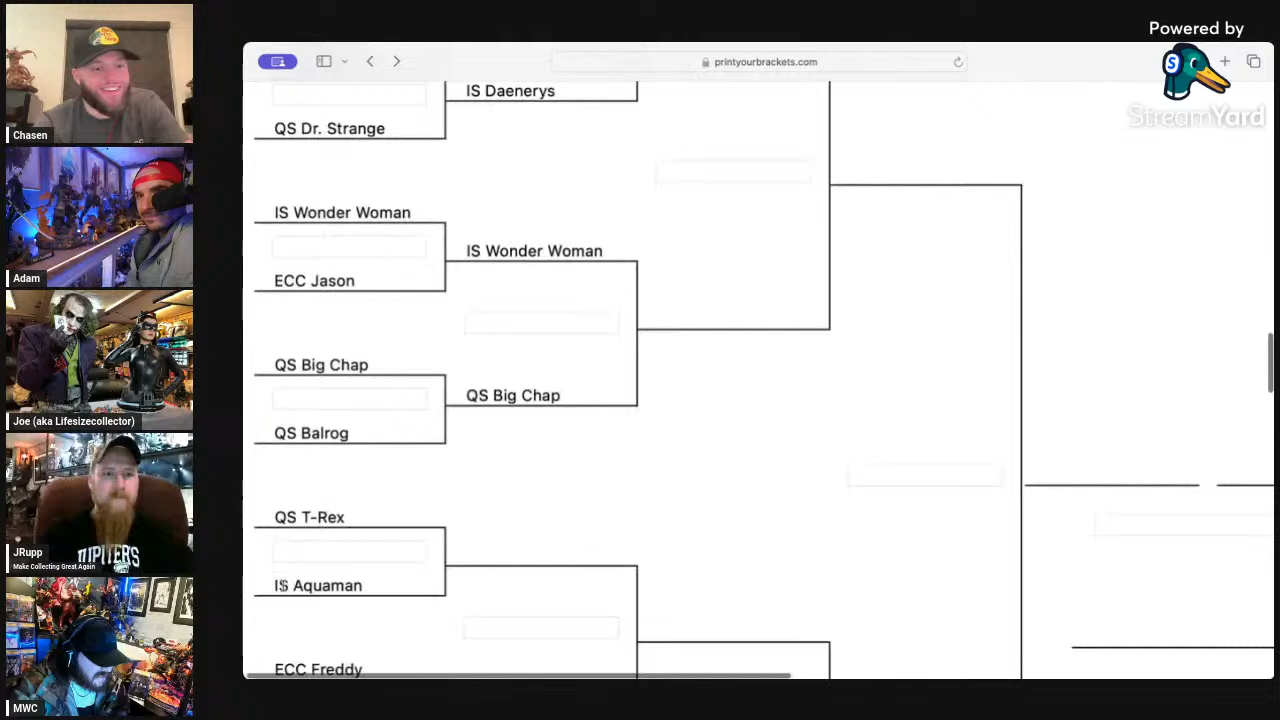 Powered by
StreamYard
printyourbrackets.com
Chasen
Adam
Joe (aka Lifesizecollector)
JUPITERS
JRupp
Make Collecting Great Again
MWC
IS Daenerys
QS Dr. Strange
IS Wonder Woman
IS Wonder Woman
ECC Jason
QS Big Chap
QS Big Chap
QS Balrog
QS T-Rex
IS Aquaman
ECC Freddy